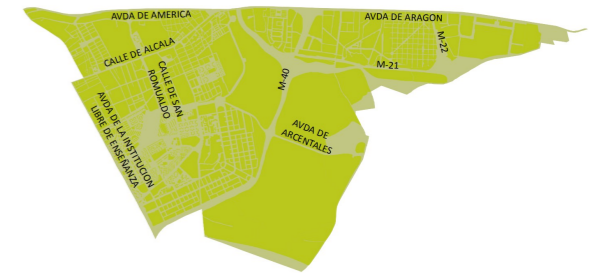 AVDA DE AMERICA
AVDA DE ARAGON
M-22
CALLE DE ALCALA
M-21
CALLE DE SAN
ROMUALDO
M-40
AVDA DE LA INSTITUCION
LIBRE DE ENSEÑANZA
AVDA DE
ARCENTALES